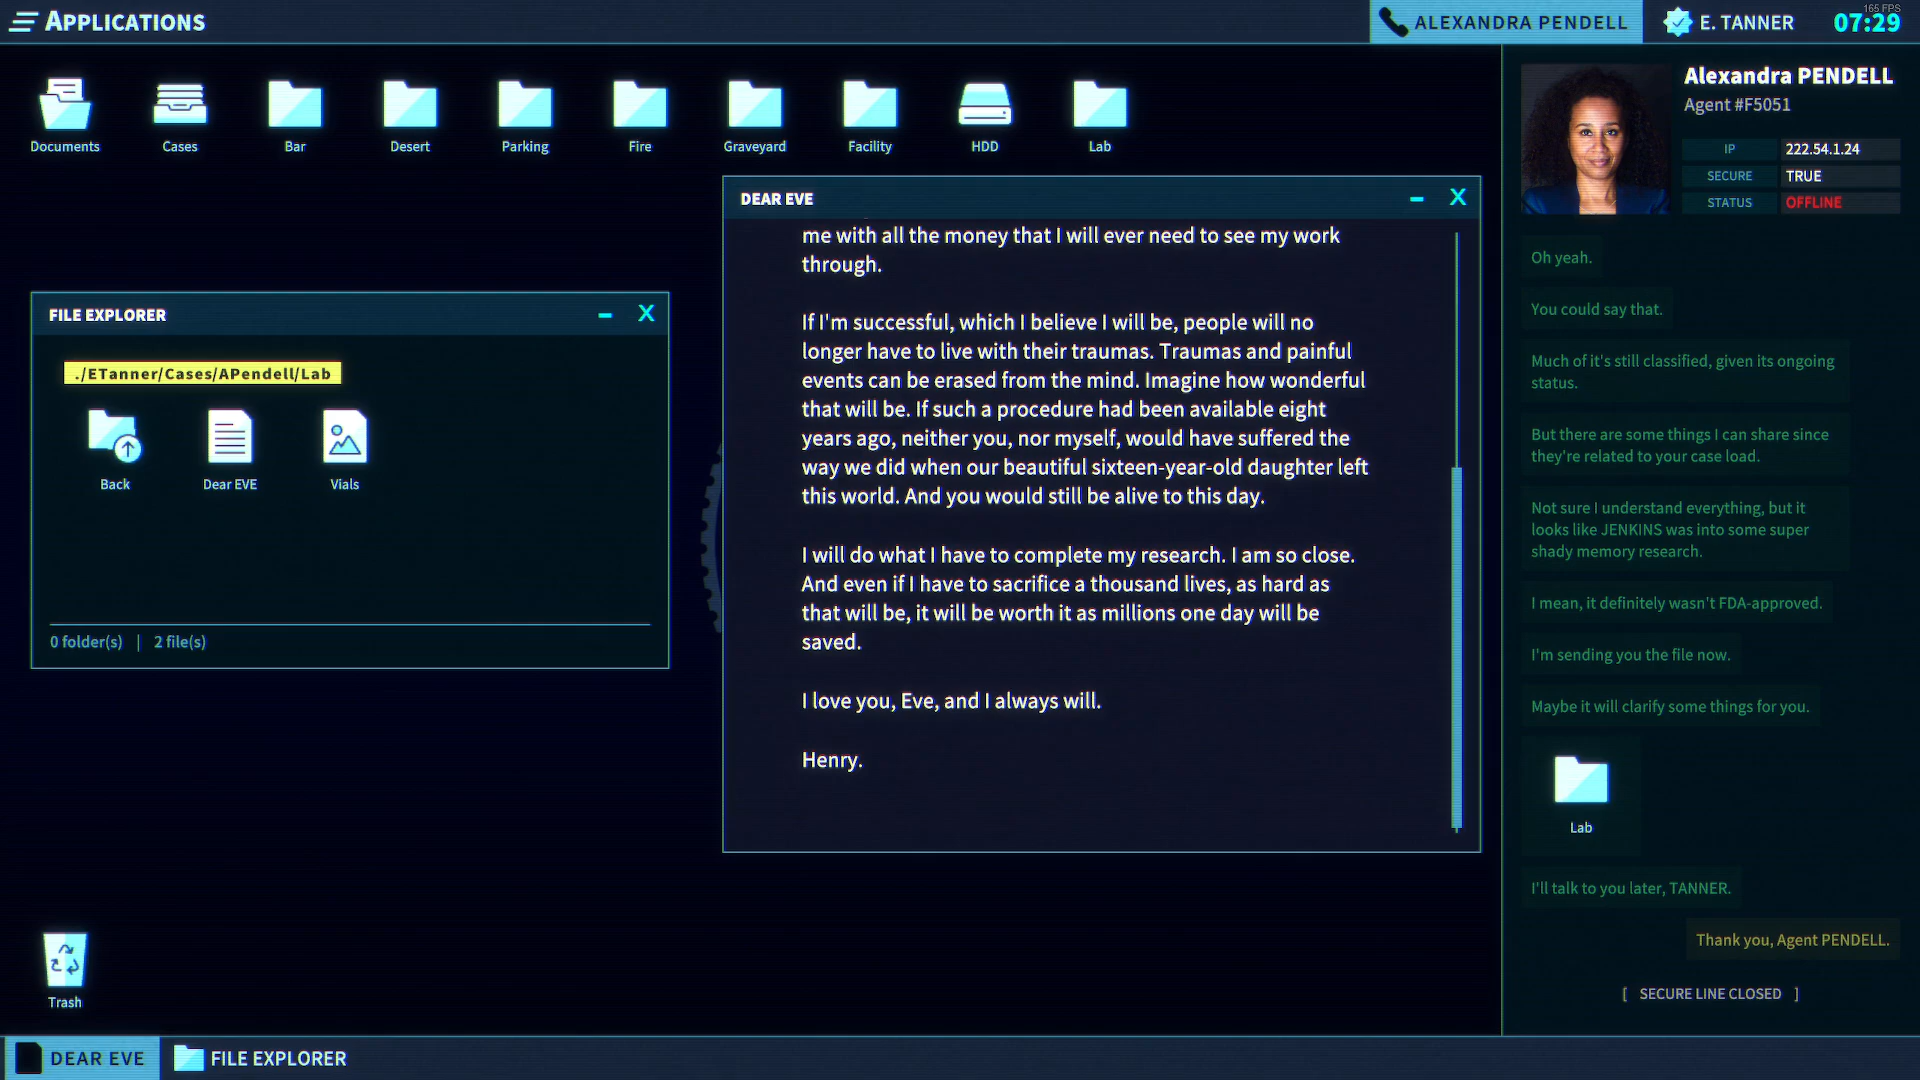 APPLICATIONS
ALEXANDRA PENDELL
E. TANNER
165 FPS
07:29
Documents
Cases
Bar
Desert
Parking
Fire
Graveyard
Facility
HDD
Lab
FILE EXPLORER
./ETanner/Cases/APendell/Lab
Back
Dear EVE
Vials
0 folder(s) | 2 file(s)
DEAR EVE
me with all the money that I will ever need to see my work
through.
If I'm successful, which I believe I will be, people will no
longer have to live with their traumas. Traumas and painful
events can be erased from the mind. Imagine how wonderful
that will be. If such a procedure had been available eight
years ago, neither you, nor myself, would have suffered the
way we did when our beautiful sixteen-year-old daughter left
this world. And you would still be alive to this day.
I will do what I have to complete my research. I am so close.
And even if I have to sacrifice a thousand lives, as hard as
that will be, it will be worth it as millions one day will be
saved.
I love you, Eve, and I always will.
Henry.
Alexandra PENDELL
Agent #F5051
IP 222.54.1.24
SECURE TRUE
STATUS OFFLINE
Oh yeah.
You could say that.
Much of it's still classified, given its ongoing
status.
But there are some things I can share since
they're related to your case load.
Not sure I understand everything, but it
looks like JENKINS was into some super
shady memory research.
I mean, it definitely wasn't FDA-approved.
I'm sending you the file now.
Maybe it will clarify some things for you.
Lab
I'll talk to you later, TANNER.
Thank you, Agent PENDELL.
[ SECURE LINE CLOSED ]
Trash
DEAR EVE
FILE EXPLORER